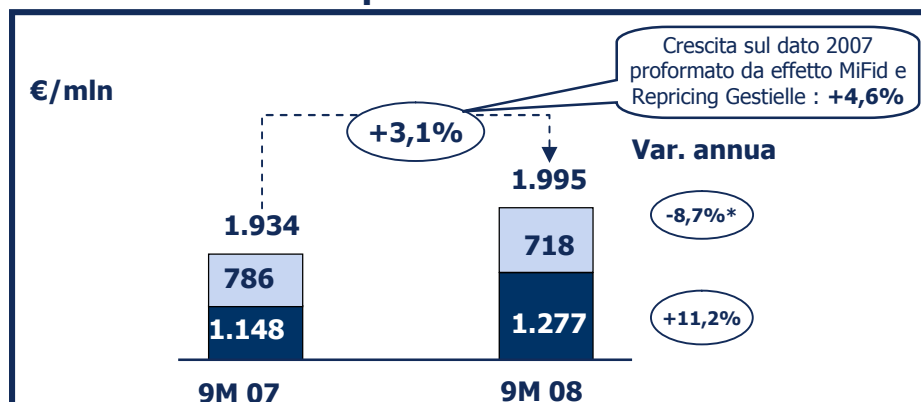 Crescita sul dato 2007
proformato da effetto MiFid e
Repricing Gestielle : +4,6%
€/mln
+3,1%
Var. annua
1.995
1.934
-8,7%*
718
786
1.148
1.277
+11,2%
9M 07
9M 08